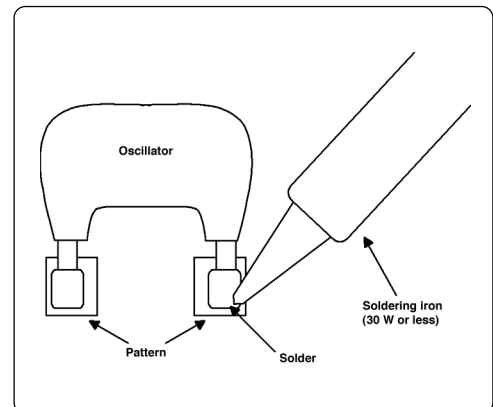 Oscillator
Soldering iron
(30 W or less)
Pattern
Solder